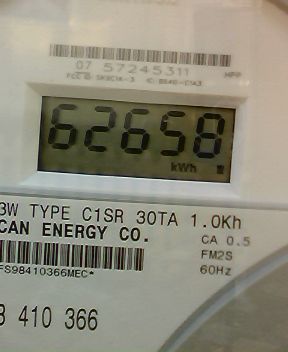 07 57245311 MPP
62658
kWh
3W TYPE C1SR 30TA 1.0Kh
CAN ENERGY CO.
CA 0.5
FM2S
60Hz
FS98410366MEC*
3 410 366